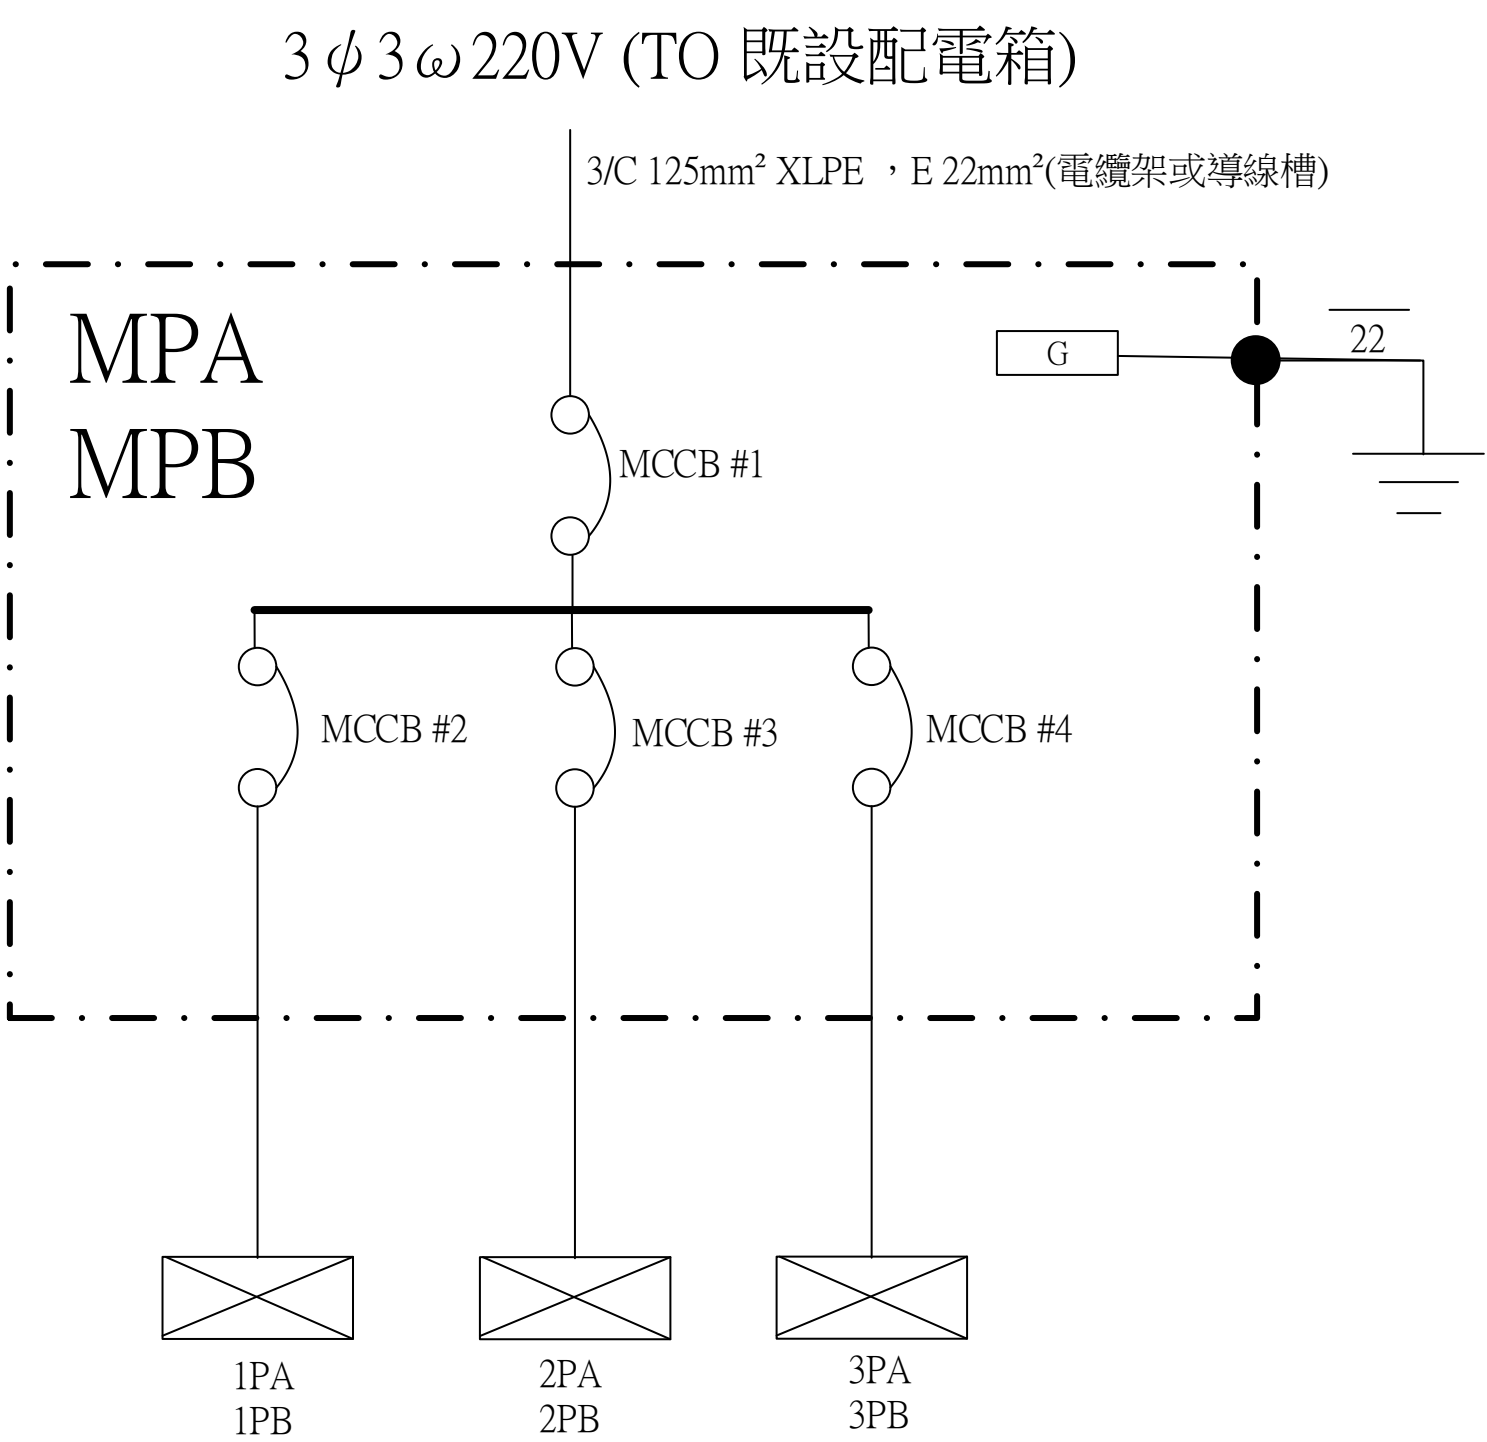 3ψ3ω220V (TO 既設配電箱)
3/C 125mm² XLPE ，E 22mm²(電纜架或導線槽)
MPA
MPB
G
22
MCCB #1
MCCB #2
MCCB #3
MCCB #4
1PA
1PB
2PA
2PB
3PA
3PB